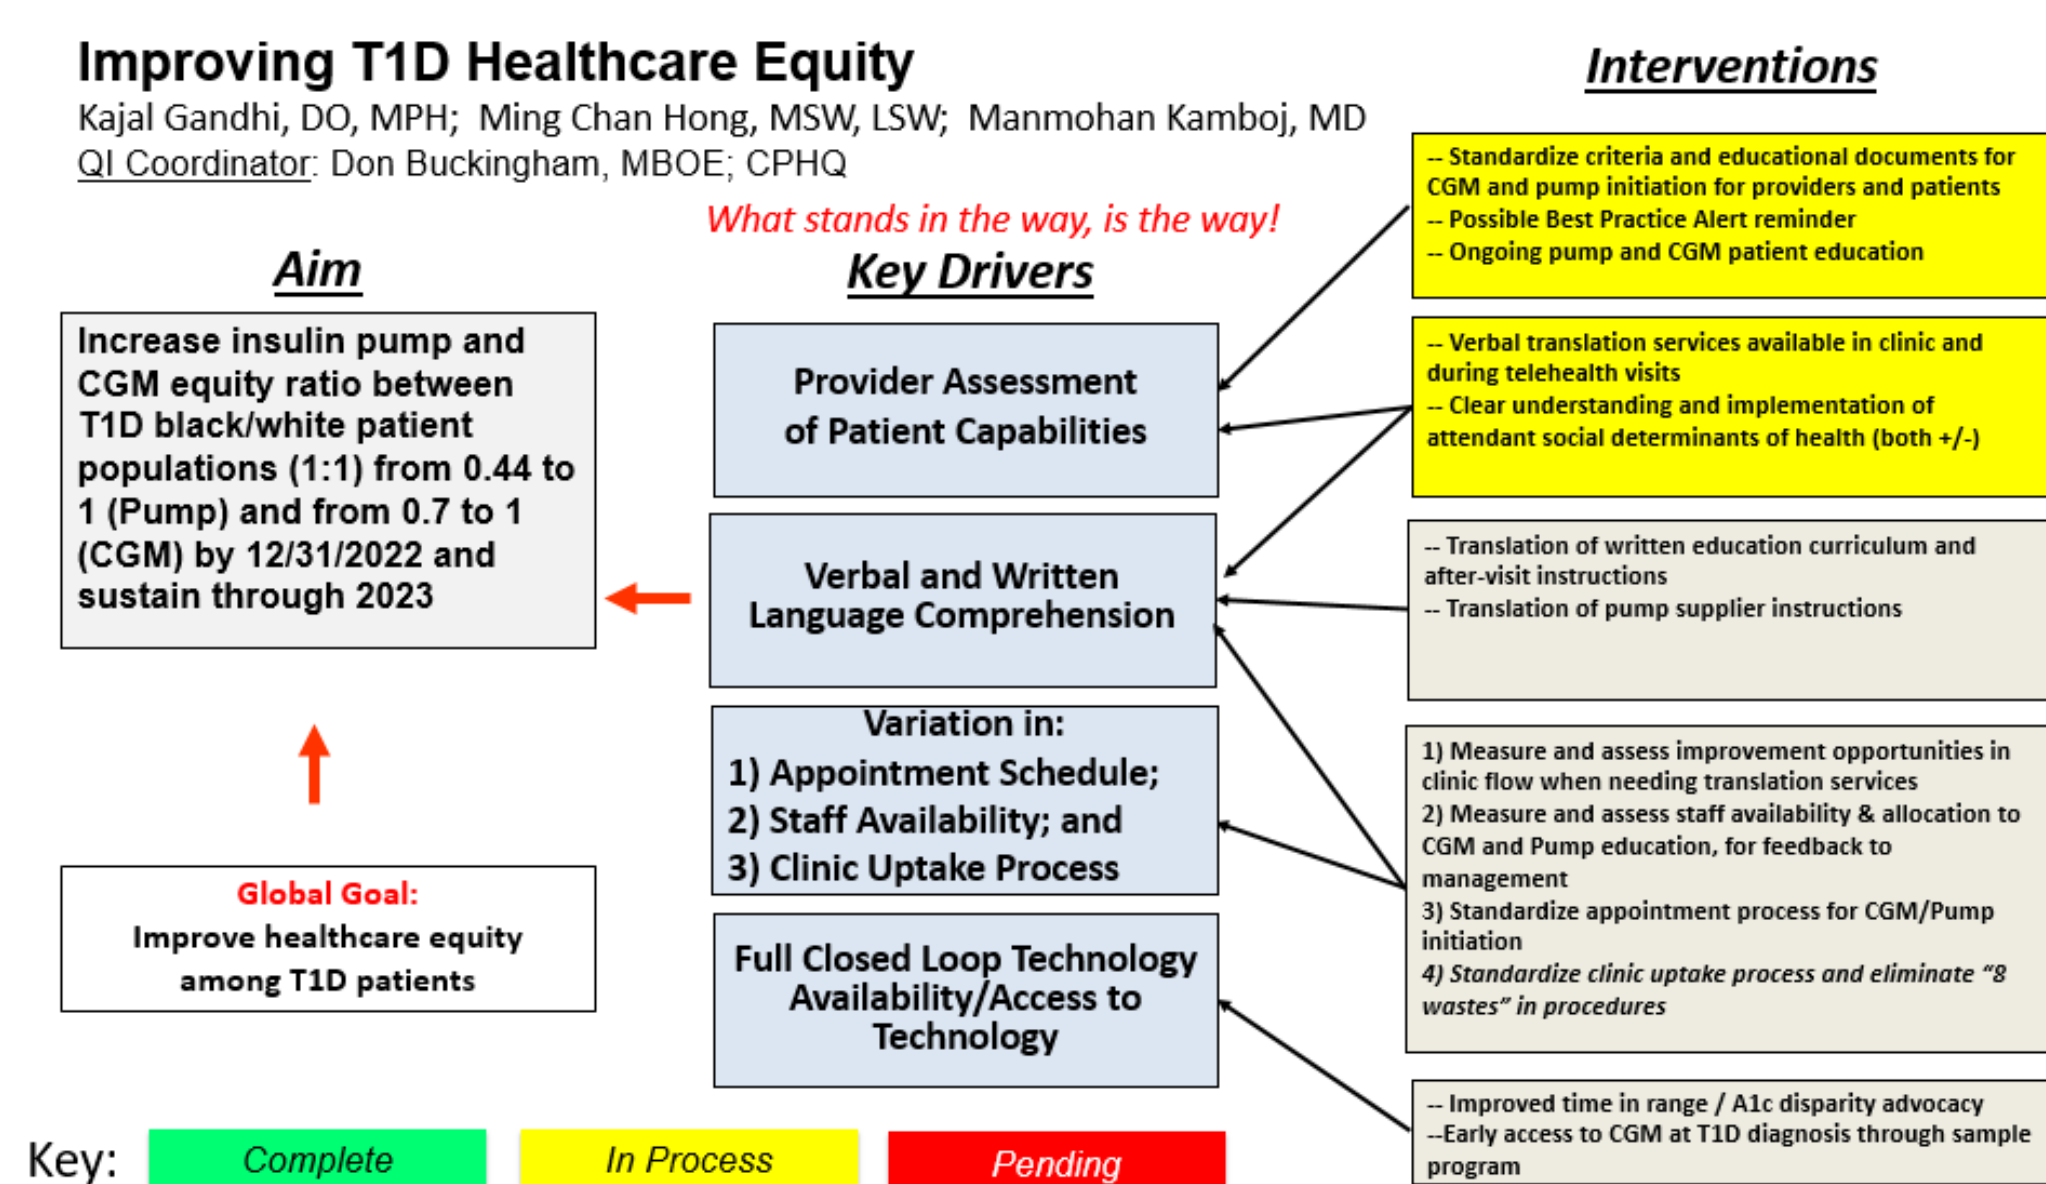 Improving T1D Healthcare Equity
Kajal Gandhi, DO, MPH;  Ming Chan Hong, MSW, LSW;  Manmohan Kamboj, MD
QI Coordinator: Don Buckingham, MBOE; CPHQ
What stands in the way, is the way!
Aim
Increase insulin pump and
CGM equity ratio between
T1D black/white patient
populations (1:1) from 0.44 to
1 (Pump) and from 0.7 to 1
(CGM) by 12/31/2022 and
sustain through 2023
Global Goal:
Improve healthcare equity
among T1D patients
Key Drivers
Provider Assessment
of Patient Capabilities
Verbal and Written
Language Comprehension
Variation in:
1) Appointment Schedule;
2) Staff Availability; and
3) Clinic Uptake Process
Full Closed Loop Technology
Availability/Access to
Technology
Interventions
-- Standardize criteria and educational documents for
CGM and pump initiation for providers and patients
-- Possible Best Practice Alert reminder
-- Ongoing pump and CGM patient education
-- Verbal translation services available in clinic and
during telehealth visits
-- Clear understanding and implementation of
attendant social determinants of health (both +/-)
-- Translation of written education curriculum and
after-visit instructions
-- Translation of pump supplier instructions
1) Measure and assess improvement opportunities in
clinic flow when needing translation services
2) Measure and assess staff availability & allocation to
CGM and Pump education, for feedback to
management
3) Standardize appointment process for CGM/Pump
initiation
4) Standardize clinic uptake process and eliminate “8
wastes” in procedures
-- Improved time in range / A1c disparity advocacy
--Early access to CGM at T1D diagnosis through sample
program
Key:
Complete
In Process
Pending